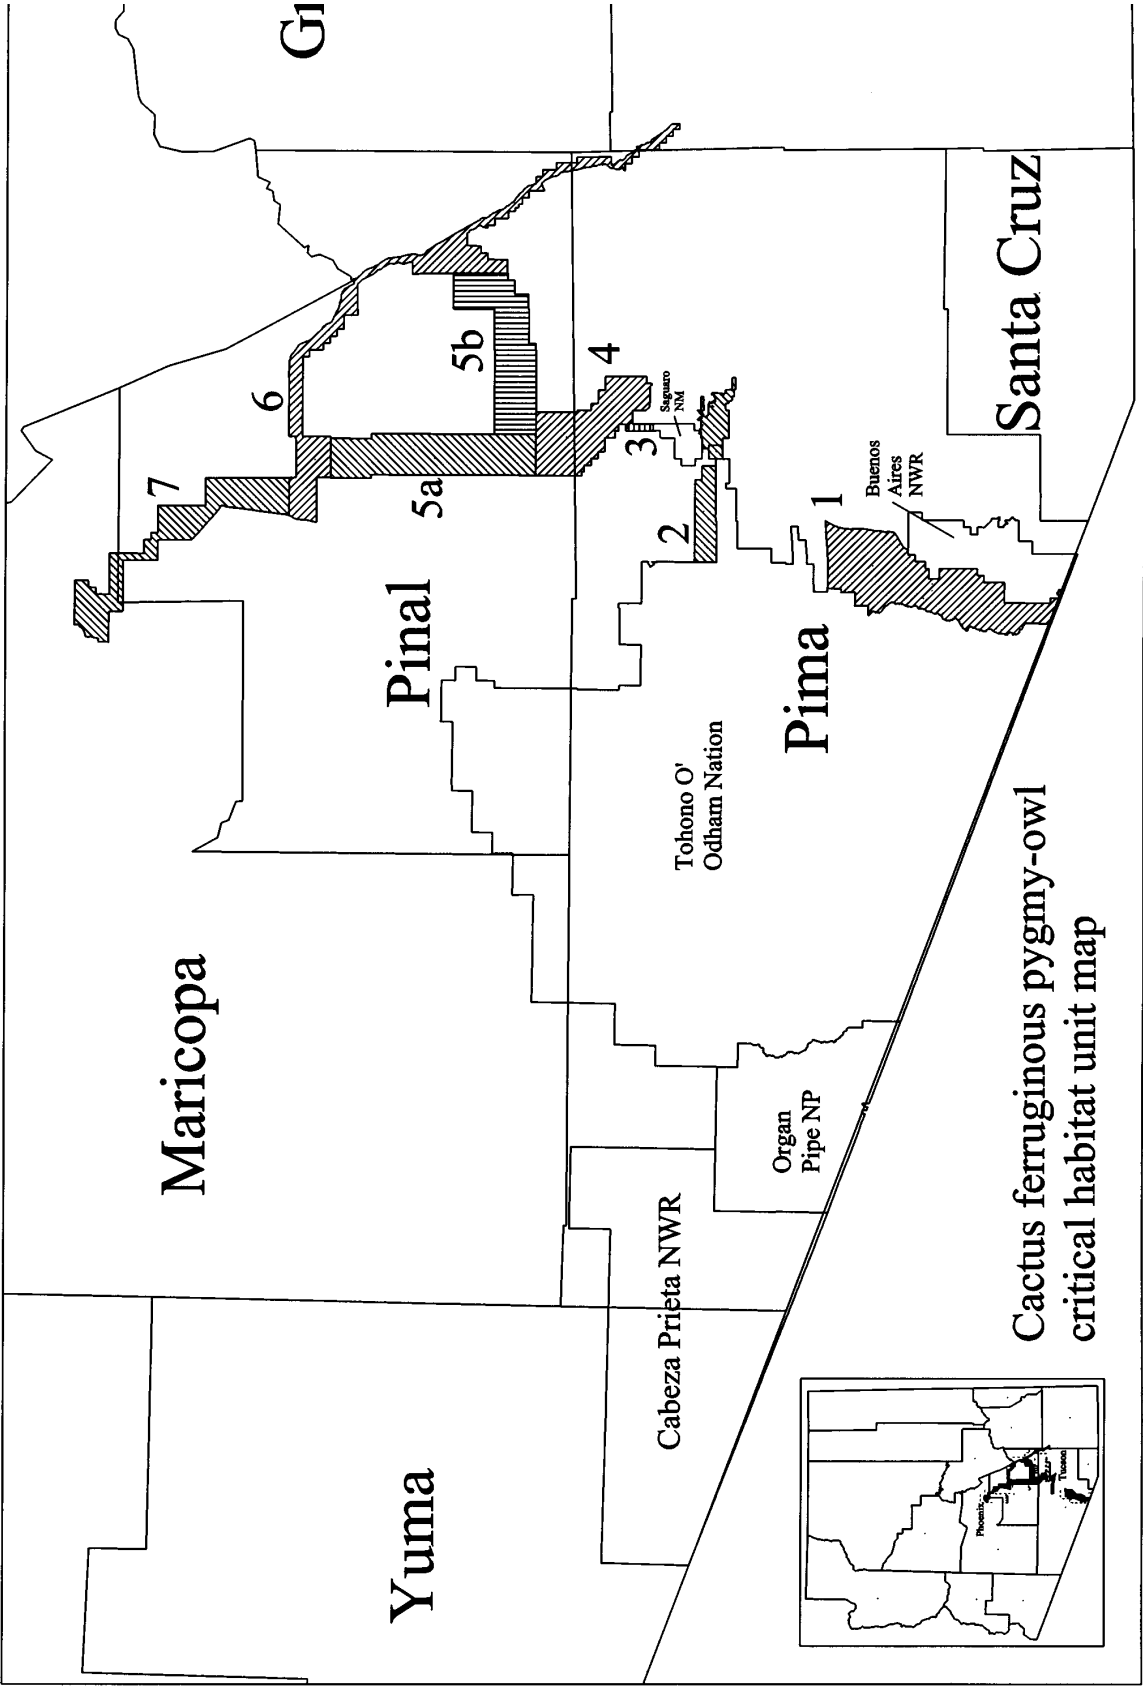 Gr
Maricopa
6
7
5b
5a
Pinal
4
Saguaro
NM
3
2
Yuma
Cabeza Prieta NWR
Tohono O'
Odham Nation
Organ
Pipe NP
Pima
1
Buenos
Aires
NWR
Santa Cruz
Cactus ferruginous pygmy-owl
critical habitat unit map
Phoenix
Tucson